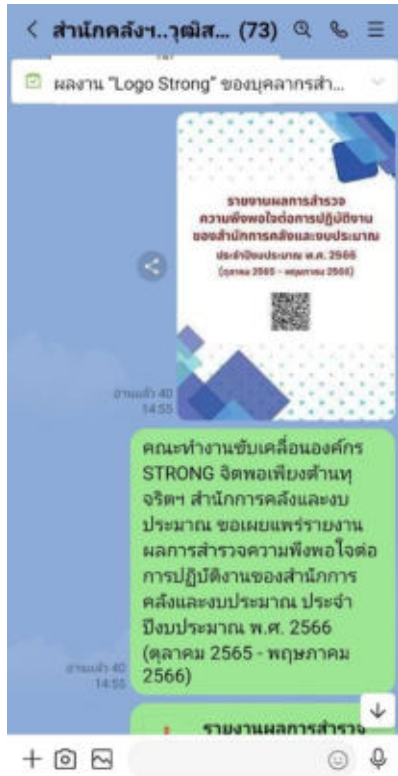 สำนักคลังฯ..วุฒิส... (73)
ผลงาน "Logo Strong" ของบุคลากรสำ...
รายงานผลการสำรวจ
ความพึงพอใจต่อการปฏิบัติงาน
ของสำนักการคลังและงบประมาณ
ประจำปีงบประมาณ พ.ศ. 2566
(ตุลาคม 2565 - พฤษภาคม 2566)
อ่านแล้ว 40
14:55
คณะทำงานขับเคลื่อนองค์กร
STRONG จิตพอเพียงต้านทุ
จริตฯ สำนักการคลังและงบ
ประมาณ ขอเผยแพร่รายงาน
ผลการสำรวจความพึงพอใจต่อ
การปฏิบัติงานของสำนักการ
คลังและงบประมาณ ประจำ
ปีงบประมาณ พ.ศ. 2566
(ตุลาคม 2565 - พฤษภาคม
2566)
อ่านแล้ว 40
14:55
รายงานผลการสำรวจ